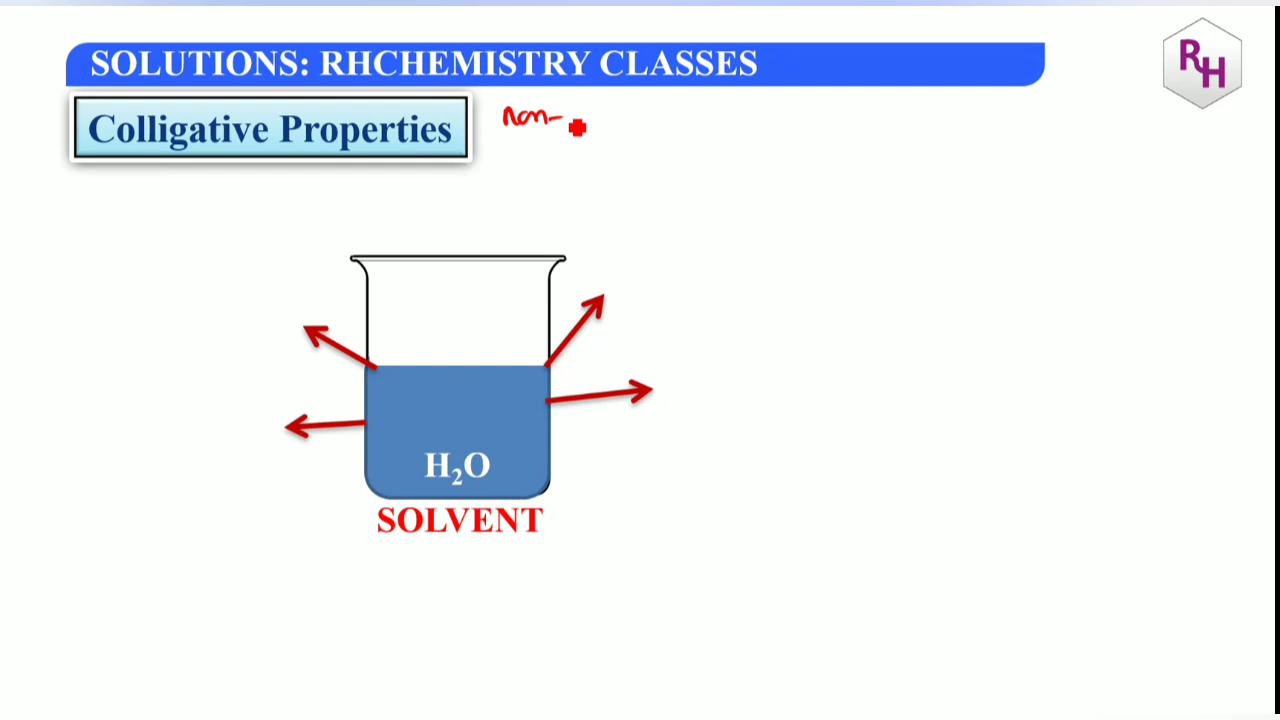 SOLUTIONS: RHCHEMISTRY CLASSES
RH
Colligative Properties
non-
H₂O
SOLVENT